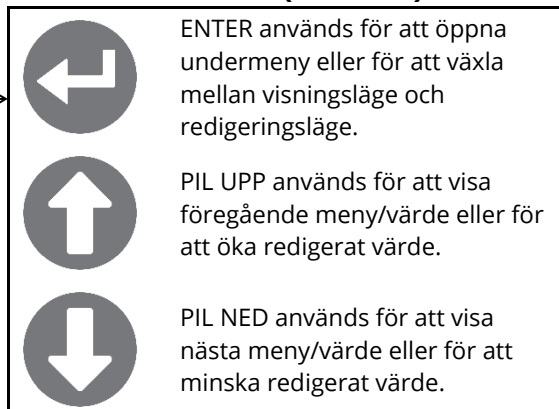 ENTER används för att öppna
undermeny eller för att växla
mellan visningsläge och
redigeringsläge.
PIL UPP används för att visa
föregående meny/värde eller för
att öka redigerat värde.
PIL NED används för att visa
nästa meny/värde eller för att
minska redigerat värde.